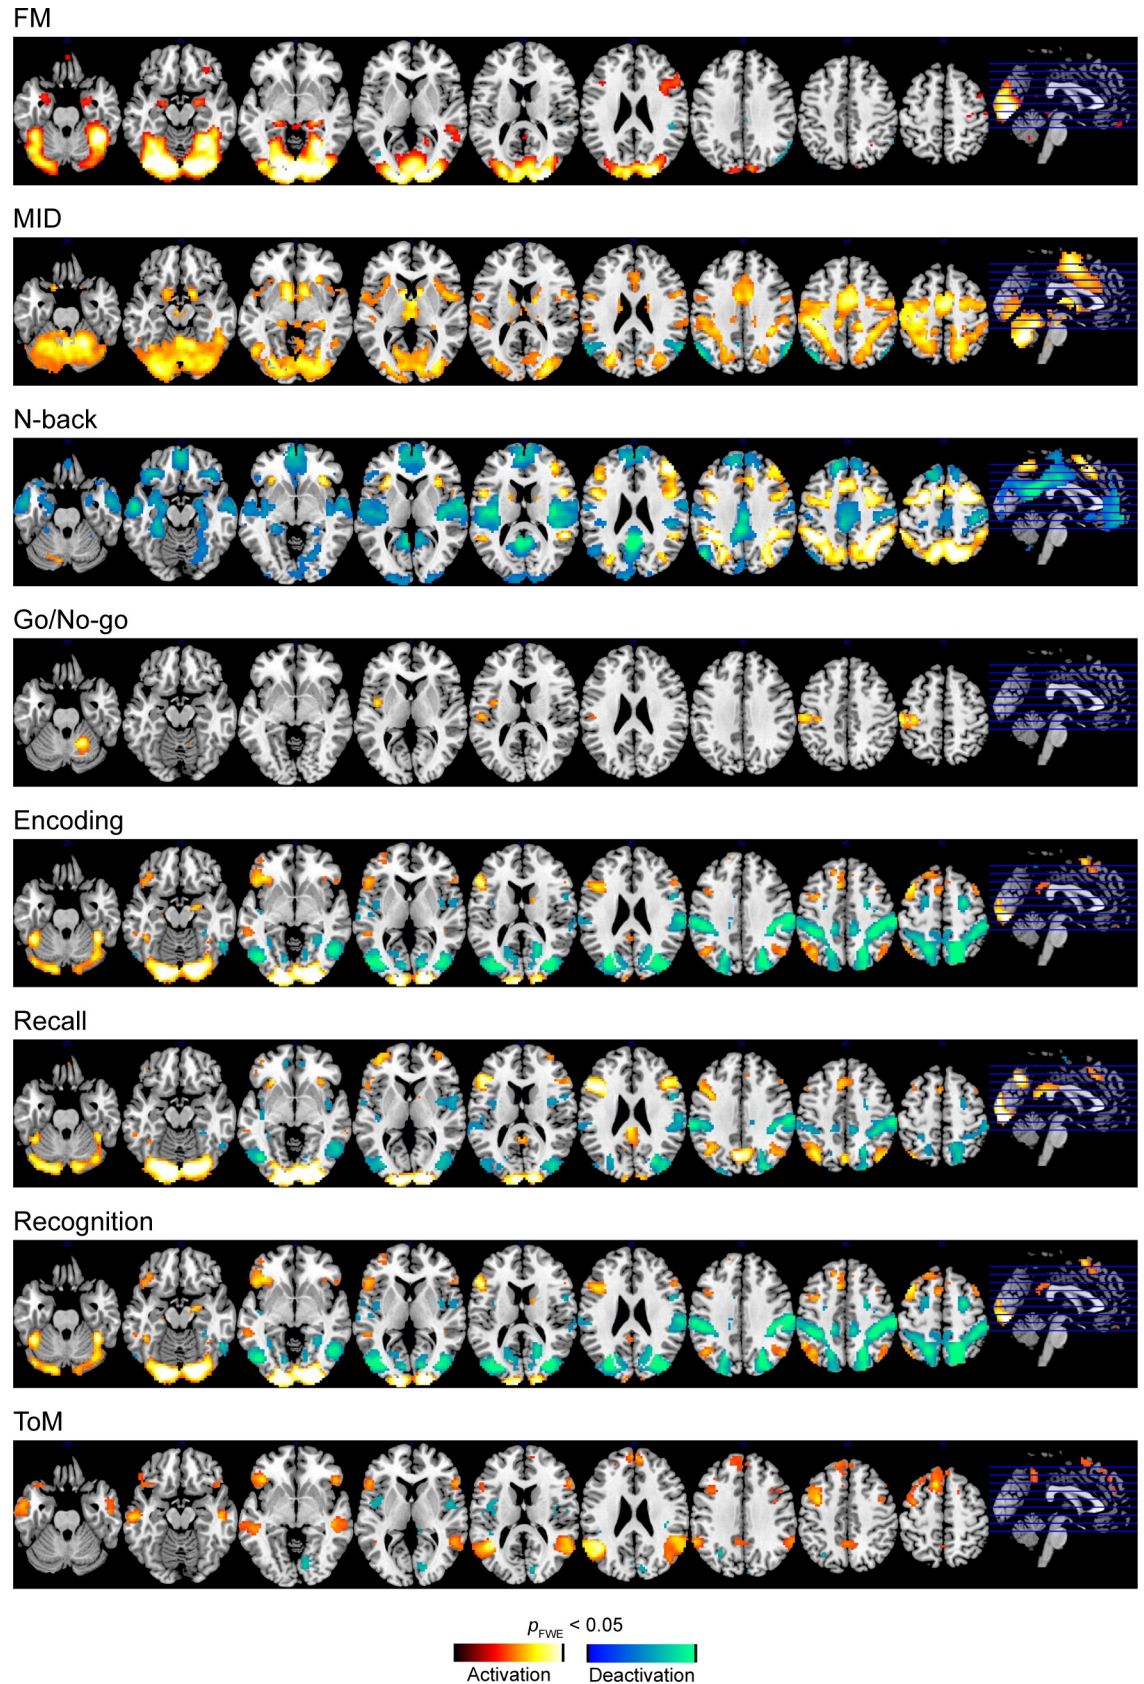 FM
MID
N-back
Go/No-go
Encoding
Recall
Recognition
ToM
pFWE < 0.05
Activation
Deactivation